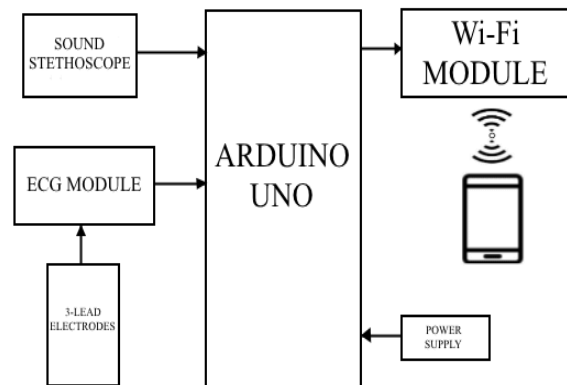 SOUND
STETHOSCOPE
Wi-Fi
MODULE
ECG MODULE
ARDUINO
UNO
3-LEAD
ELECTRODES
POWER
SUPPLY